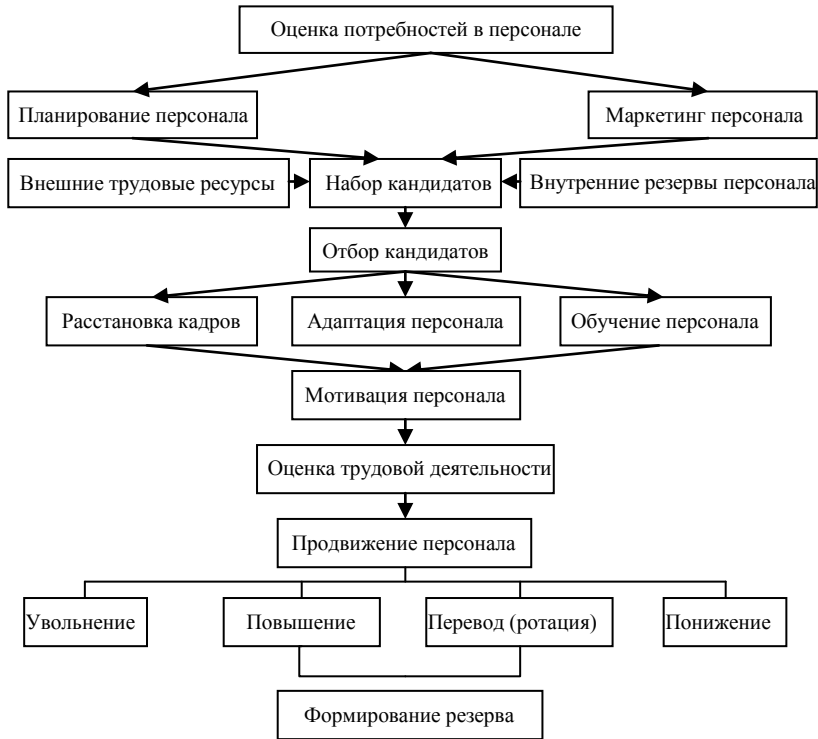 Оценка потребностей в персонале
Планирование персонала
Маркетинг персонала
Внешние трудовые ресурсы
Набор кандидатов
Внутренние резервы персонала
Отбор кандидатов
Расстановка кадров
Адаптация персонала
Обучение персонала
Мотивация персонала
Оценка трудовой деятельности
Продвижение персонала
Увольнение
Повышение
Перевод (ротация)
Понижение
Формирование резерва